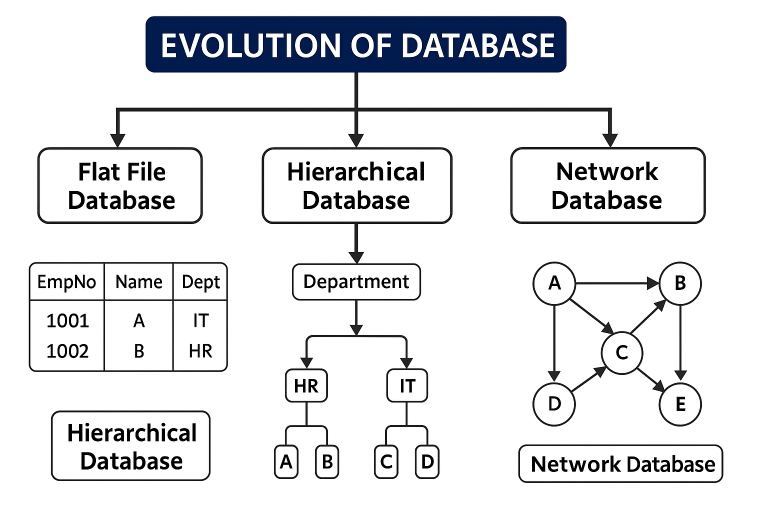 EVOLUTION OF DATABASE
Flat File
Database
Hierarchical
Database
Network
Database
EmpNo Name Dept
1001 A IT
1002 B HR
Hierarchical
Database
Department
HR IT
A B C D
A B
C
D E
Network Database